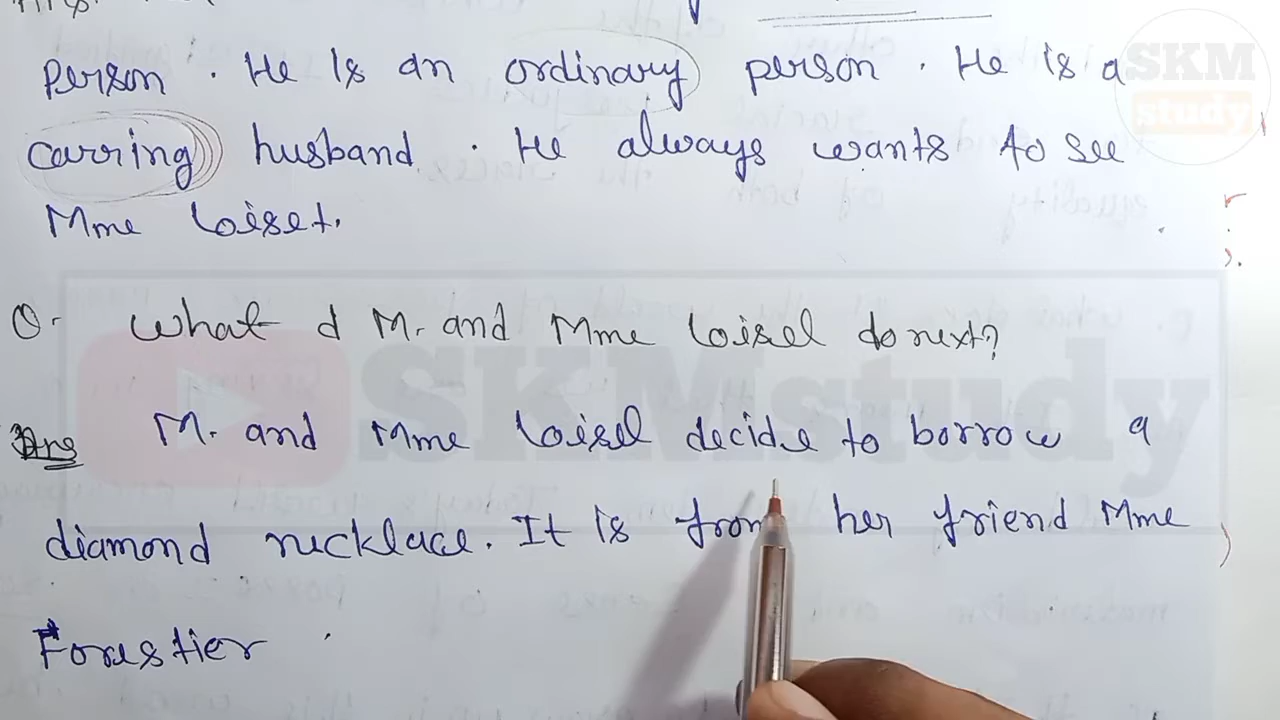 person. He is an ordinary person. He is a
carring husband. He always wants to see
Mme Loiset.
Q. What d M. and Mme Loisel do next?
Ans M. and Mme Loisel decide to borrow a
diamond necklace. It is from her friend Mme
Forestier.
SKM
study
SKMstudy